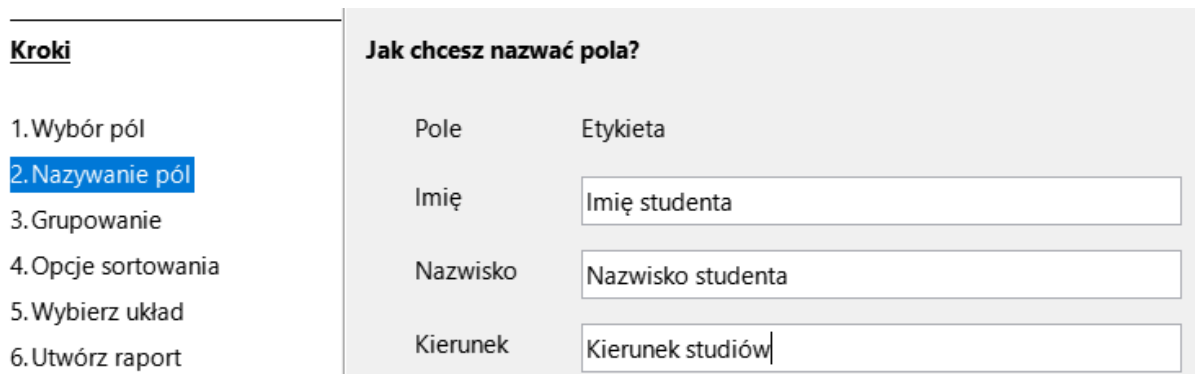 Kroki
1. Wybór pól
2. Nazywanie pól
3. Grupowanie
4. Opcje sortowania
5. Wybierz układ
6. Utwórz raport
Jak chcesz nazwać pola?
Pole Etykieta
Imię Imię studenta
Nazwisko Nazwisko studenta
Kierunek Kierunek studiów